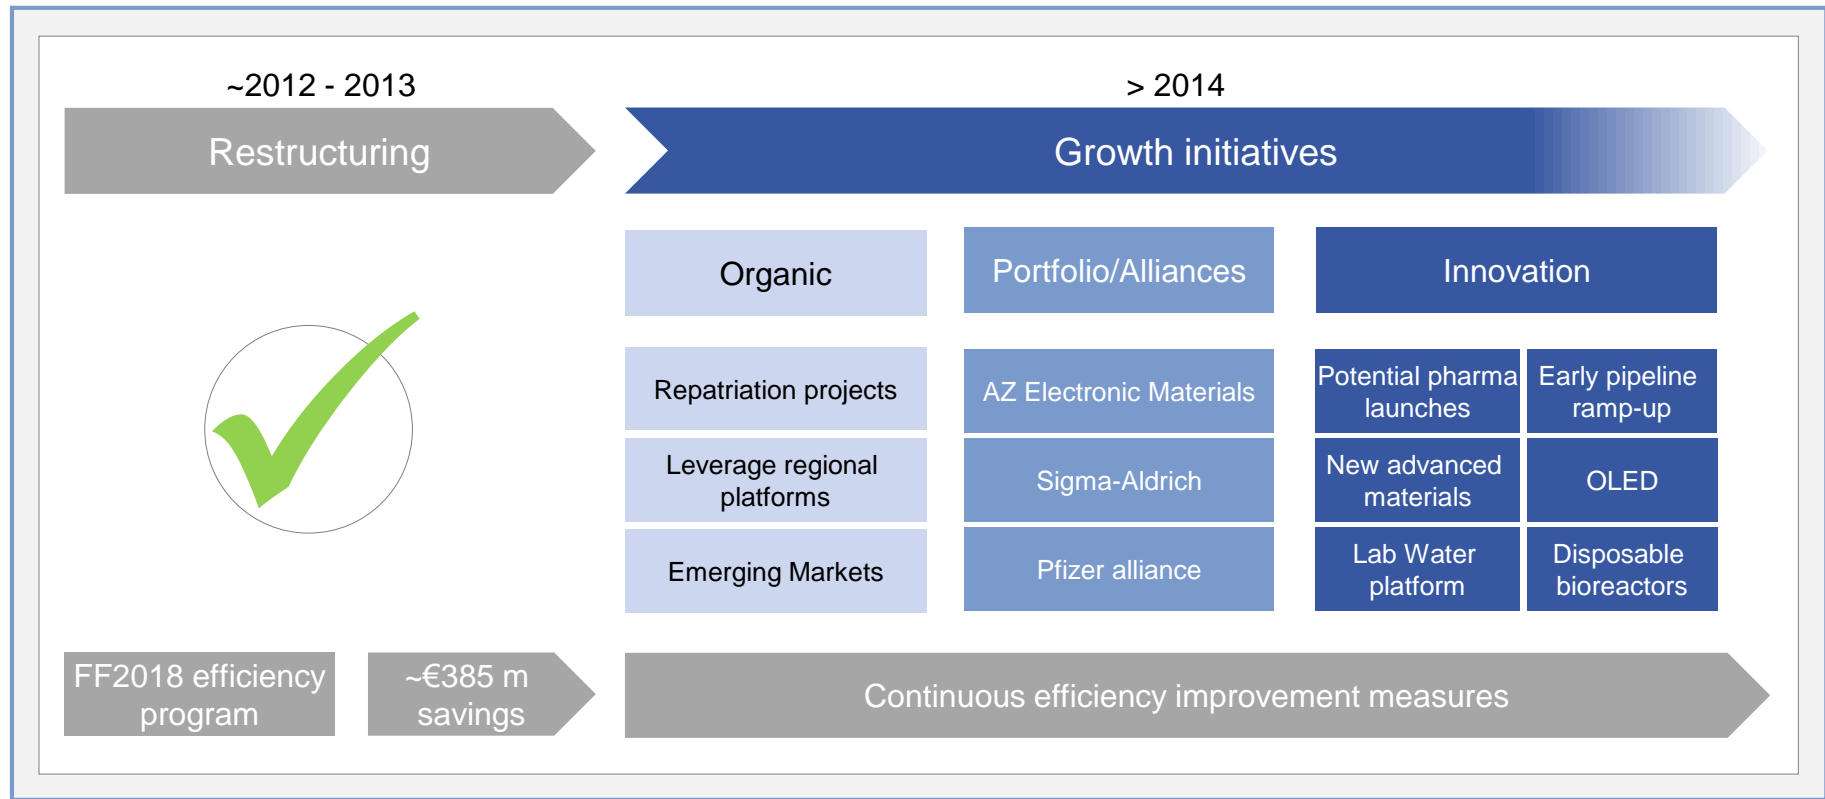 ~2012 - 2013
> 2014
Restructuring
Growth initiatives
Organic
Portfolio/Alliances
Innovation
Repatriation projects
AZ Electronic Materials
Potential pharma
launches
Early pipeline
ramp-up
Leverage regional
platforms
Sigma-Aldrich
New advanced
materials
OLED
Emerging Markets
Pfizer alliance
Lab Water
platform
Disposable
bioreactors
FF2018 efficiency
program
~€385 m
savings
Continuous efficiency improvement measures